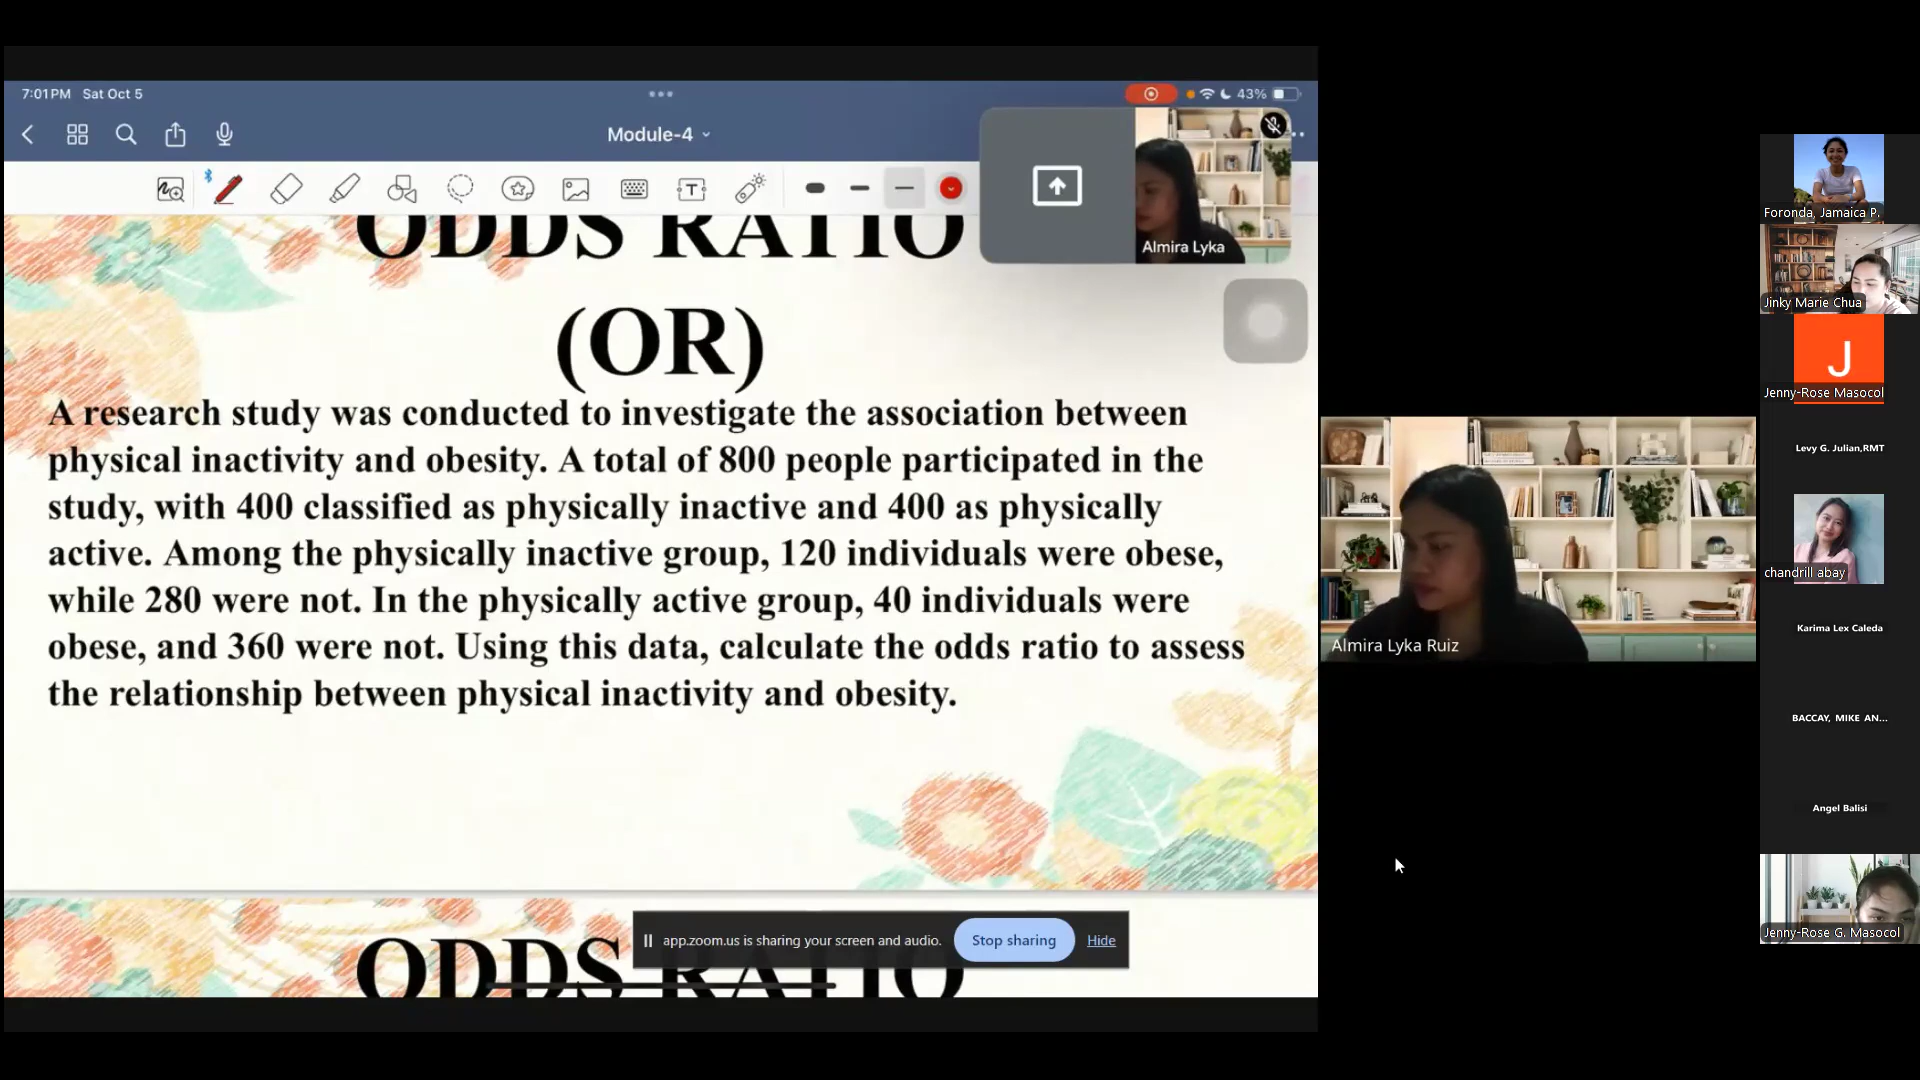 7:01 PM Sat Oct 5
43%
Module-4
T
Almira Lyka
ODDS RATIO
(OR)
A research study was conducted to investigate the association between
physical inactivity and obesity. A total of 800 people participated in the
study, with 400 classified as physically inactive and 400 as physically
active. Among the physically inactive group, 120 individuals were obese,
while 280 were not. In the physically active group, 40 individuals were
obese, and 360 were not. Using this data, calculate the odds ratio to assess
the relationship between physical inactivity and obesity.
ODDS RATIO
app.zoom.us is sharing your screen and audio.
Stop sharing
Hide
Almira Lyka Ruiz
Foronda, Jamaica P.
Jinky Marie Chua
J
Jenny-Rose Masocol
Levy G. Julian,RMT
chandrill abay
Karima Lex Caleda
BACCAY, MIKE AN...
Angel Balisi
Jenny-Rose G. Masocol